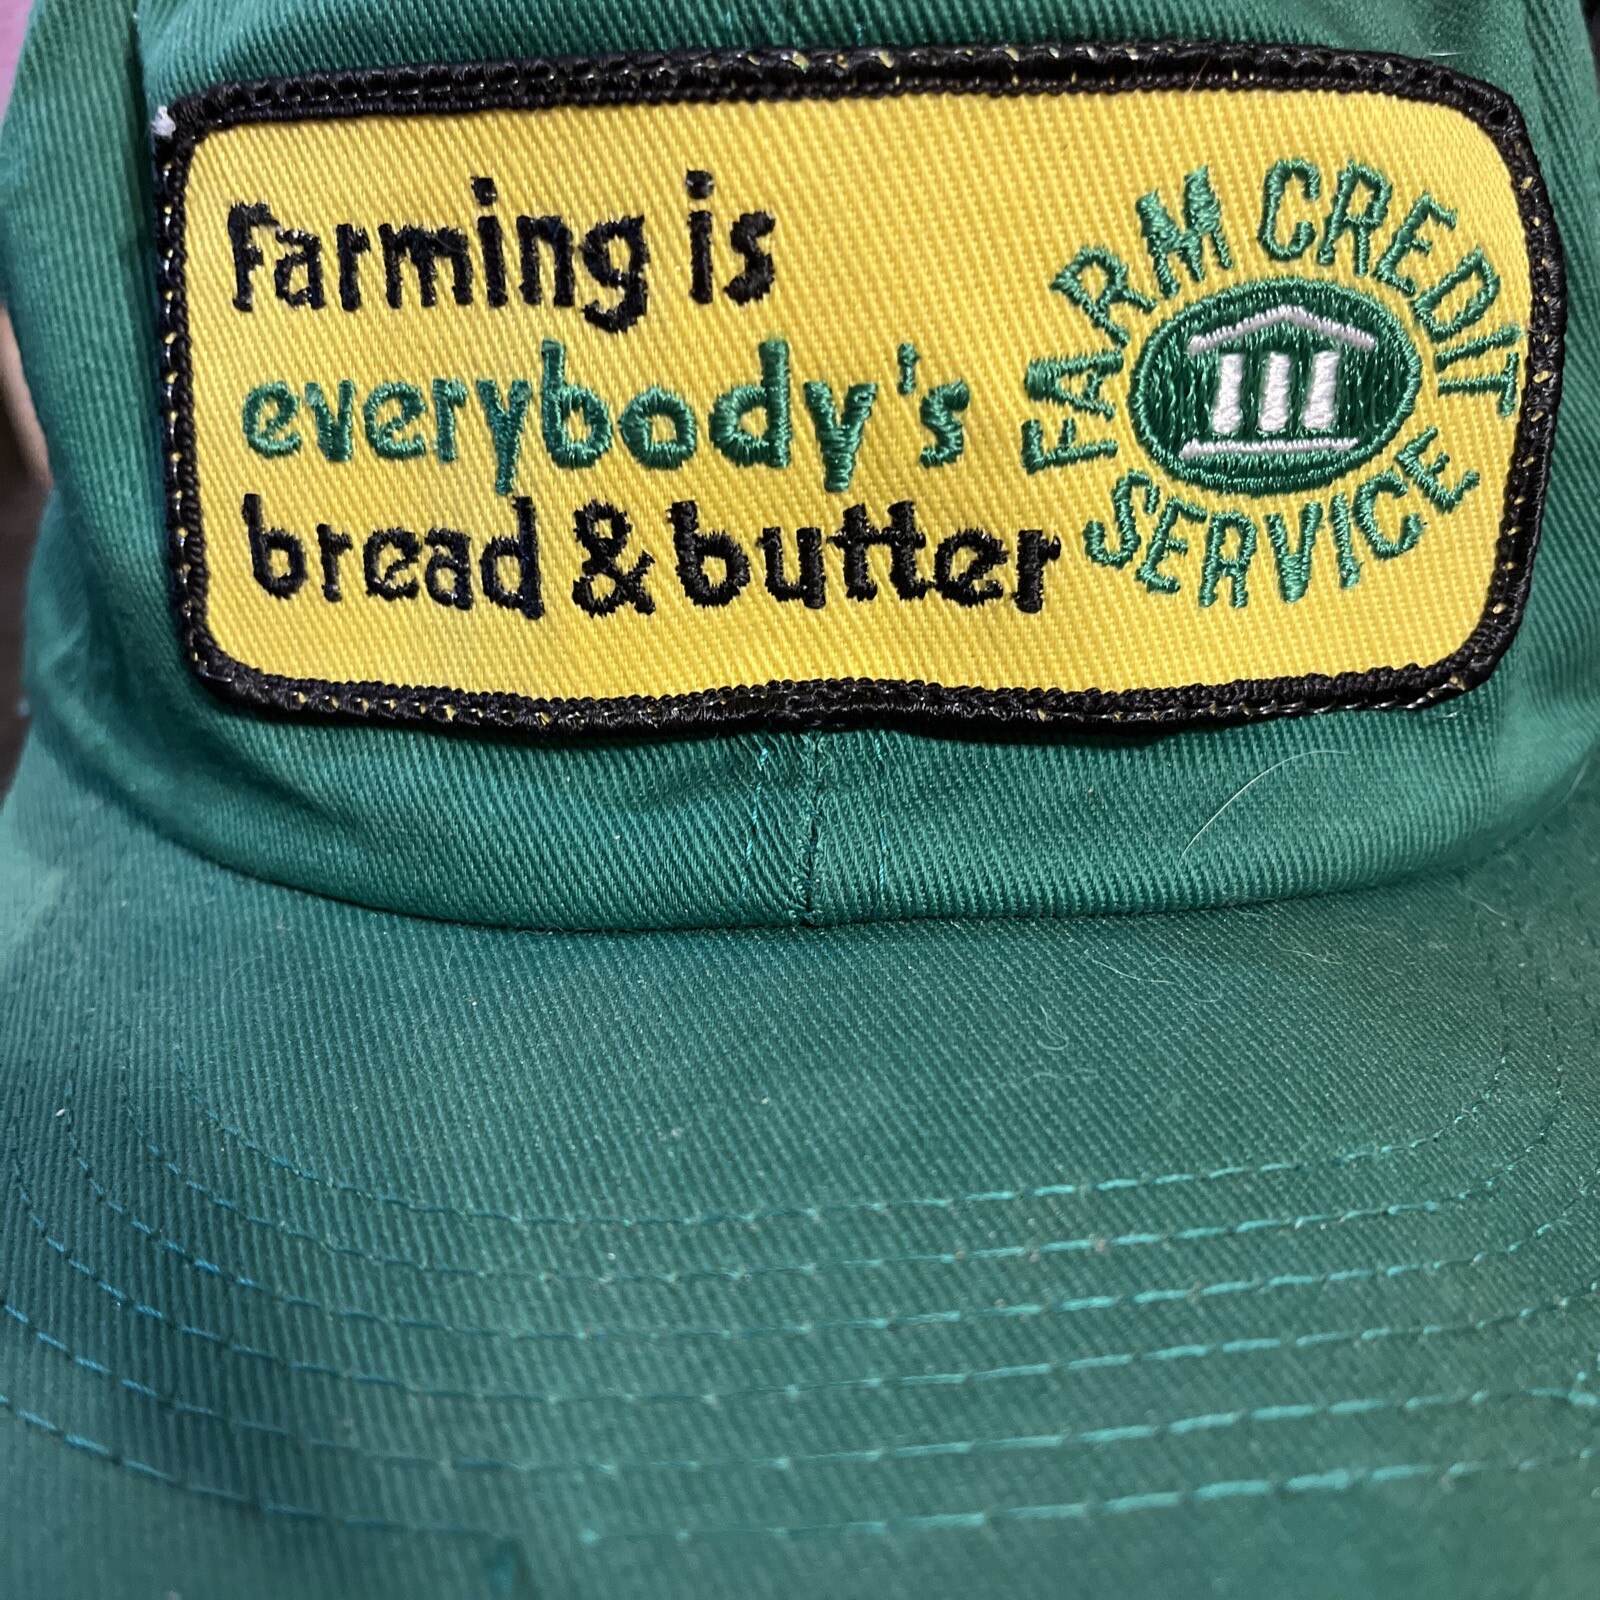 Farming is
everybody's
bread & butter
FARM CREDIT
SERVICE